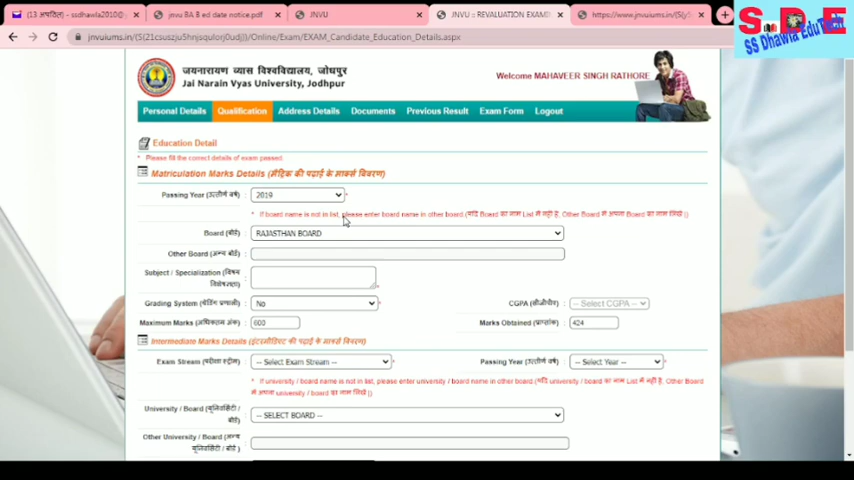 (13 अपठित) - ssdhawla2010@g
jnvu BA B ed date notice.pdf
JNVU
JNVU :: REVALUATION EXAMI
https://www.jnvuiums.in/(S(y
jnvuiums.in/(S(21csuszju5hnjsqulorj0udj))/Online/Exam/EXAM_Candidate_Education_Details.aspx
S D E
SS Dhawla EduTech
जयनारायण व्यास विश्वविद्यालय, जोधपुर
Jai Narain Vyas University, Jodhpur
Welcome MAHAVEER SINGH RATHORE
Personal Details Qualification Address Details Documents Previous Result Exam Form Logout
Education Detail
* Please fill the correct details of exam passed.
Matriculation Marks Details (मैट्रिक की पढ़ाई के मार्क्स विवरण)
Passing Year (उत्तीर्ण वर्ष) : 2019 *
* If board name is not in list, please enter board name in other board.(यदि Board का नाम List में नहीं है, Other Board में अपना Board का नाम लिखें।)
Board (बोर्ड) : RAJASTHAN BOARD
Other Board (अन्य बोर्ड) :
Subject / Specialization (विषय विशेषज्ञता) :
Grading System (ग्रेडिंग प्रणाली) : No * CGPA (सीजीपीए) : -- Select CGPA --
Maximum Marks (अधिकतम अंक) : 600 Marks Obtained (प्राप्तांक) : 424
Intermediate Marks Details (इंटरमीडिएट की पढ़ाई के मार्क्स विवरण)
Exam Stream (परीक्षा स्ट्रीम) : -- Select Exam Stream -- * Passing Year (उत्तीर्ण वर्ष) : -- Select Year -- *
* If university / board name is not in list, please enter university / board name in other board.(यदि university / board का नाम List में नहीं है, Other Board में अपना university / board का नाम लिखें।)
University / Board (यूनिवर्सिटी / बोर्ड) : -- SELECT BOARD --
Other University / Board (अन्य यूनिवर्सिटी / बोर्ड) :